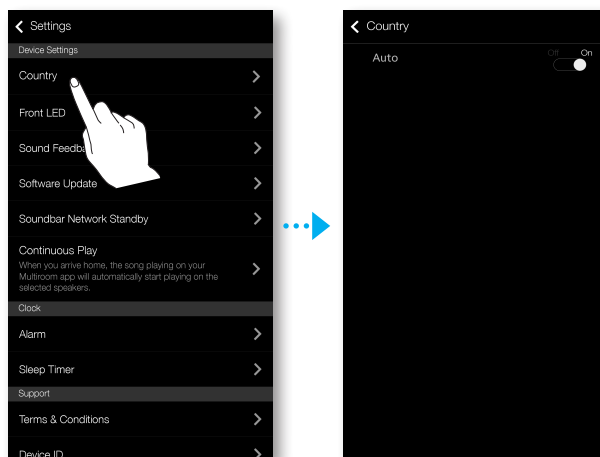 Settings
Device Settings
Country
Front LED
Sound Feedba
Software Update
Soundbar Network Standby
Continuous Play
When you arrive home, the song playing on your
Multiroom app will automatically start playing on the
selected speakers.
Clock
Alarm
Sleep Timer
Support
Terms & Conditions
Device ID
Country
Auto
Off On